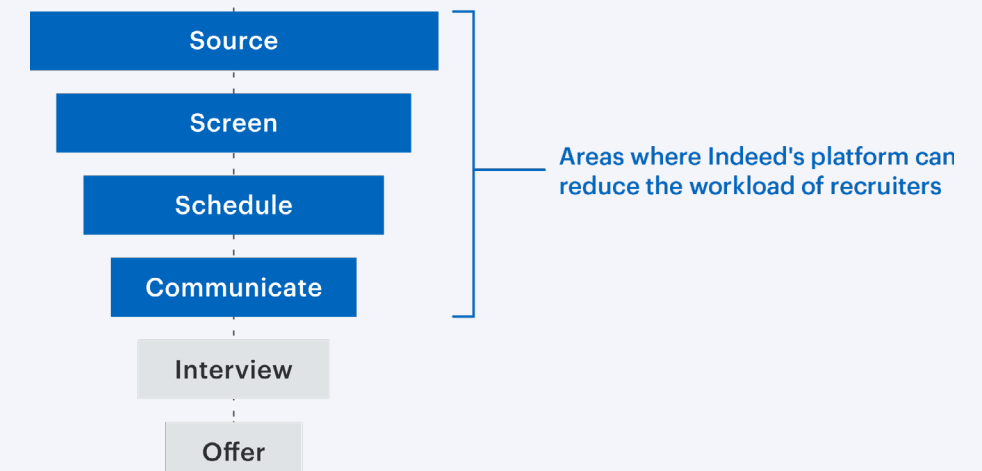 Source
Screen
Schedule
Communicate
Areas where Indeed's platform can
reduce the workload of recruiters
Interview
Offer